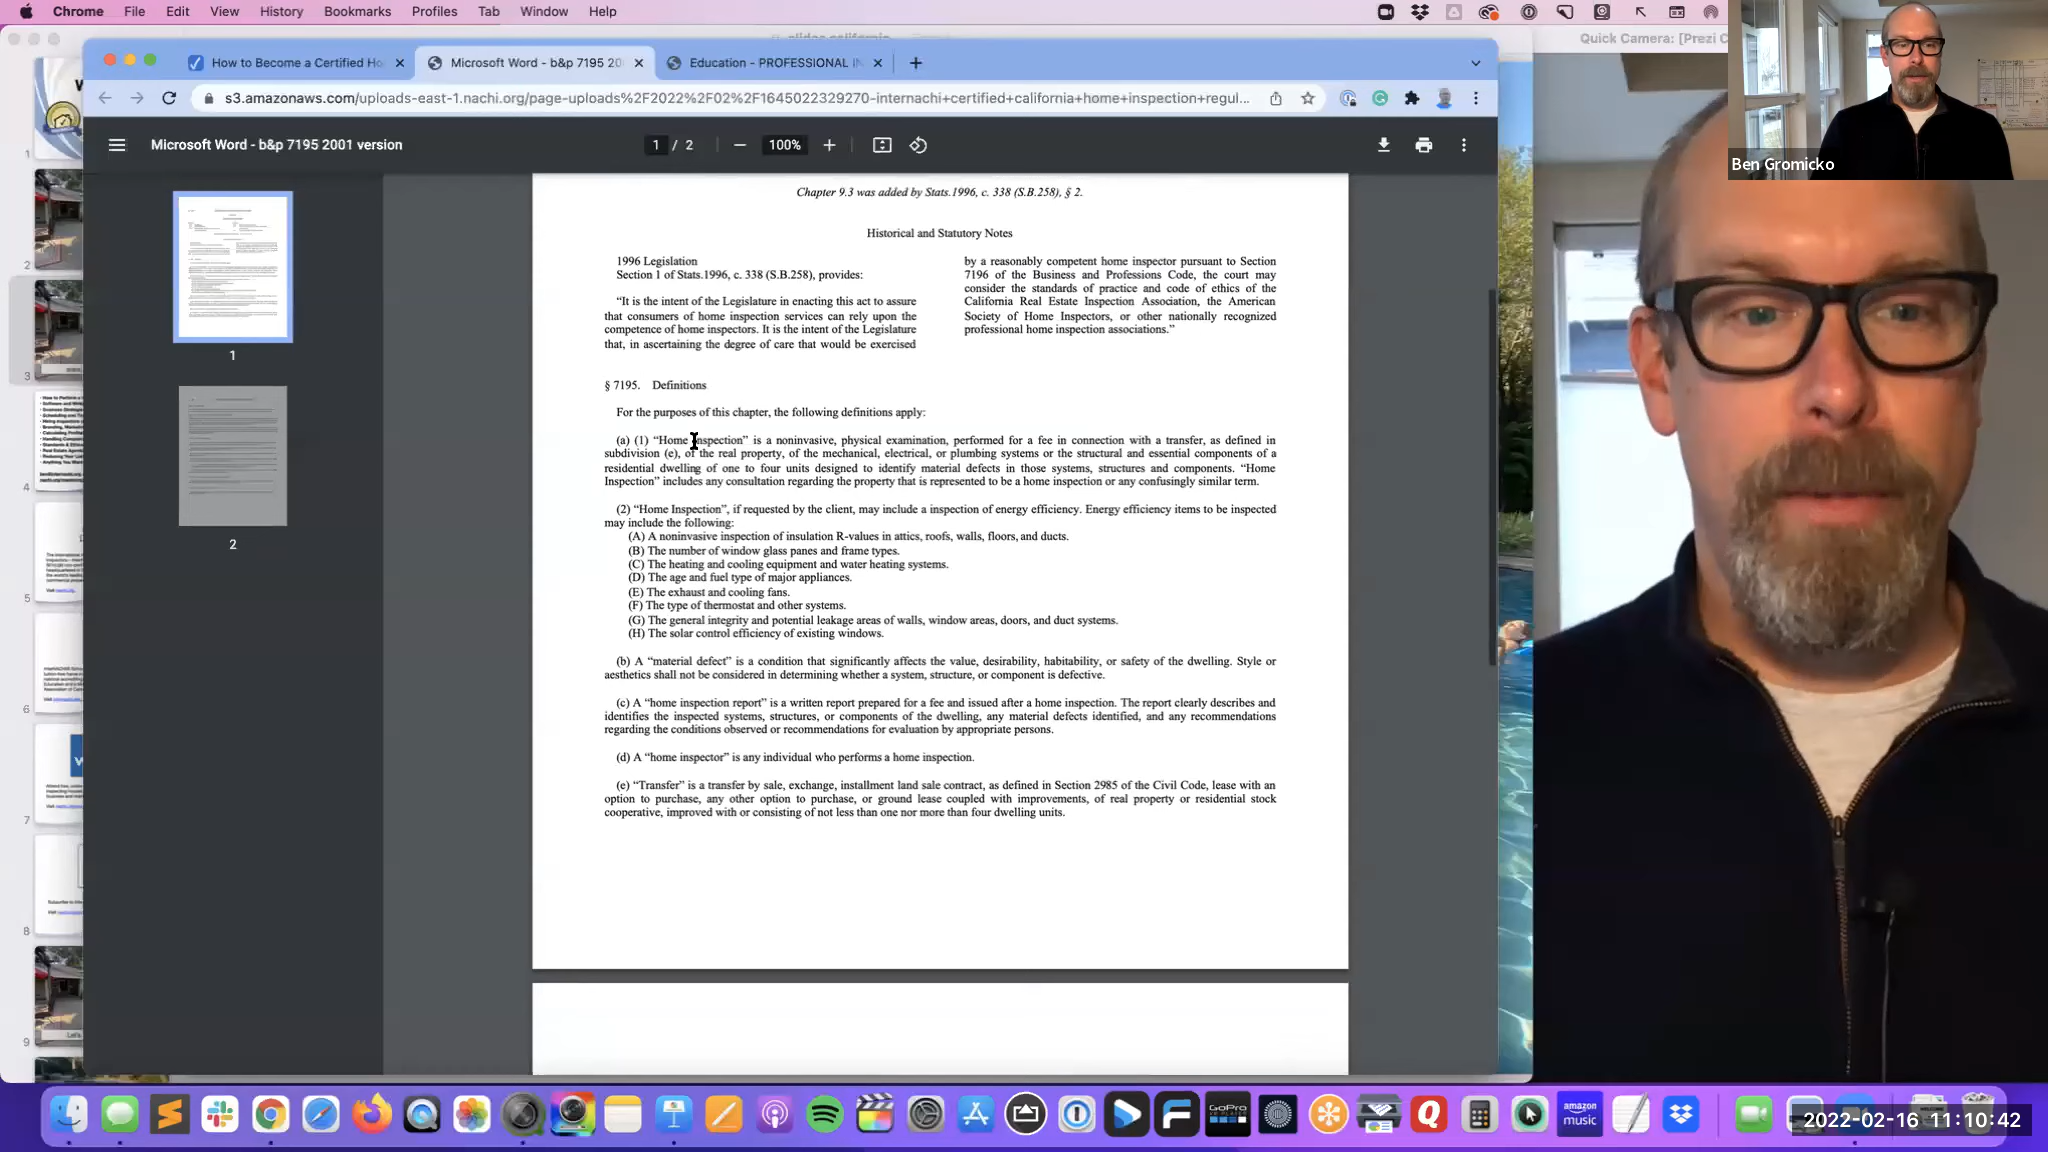 Chrome File Edit View History Bookmarks Profiles Tab Window Help
Quick Camera: [Prezi C
How to Become a Certified Ho
Microsoft Word - b&p 7195 20
Education - PROFESSIONAL IN
s3.amazonaws.com/uploads-east-1.nachi.org/page-uploads%2F2022%2F02%2F1645022329270-internachi+certified+california+home+inspection+regul...
Microsoft Word - b&p 7195 2001 version
1 / 2
100%
Ben Gromicko
1
2
Chapter 9.3 was added by Stats.1996, c. 338 (S.B.258), § 2.
Historical and Statutory Notes
1996 Legislation
Section 1 of Stats.1996, c. 338 (S.B.258), provides:
“It is the intent of the Legislature in enacting this act to assure
that consumers of home inspection services can rely upon the
competence of home inspectors. It is the intent of the Legislature
that, in ascertaining the degree of care that would be exercised
by a reasonably competent home inspector pursuant to Section
7196 of the Business and Professions Code, the court may
consider the standards of practice and code of ethics of the
California Real Estate Inspection Association, the American
Society of Home Inspectors, or other nationally recognized
professional home inspection associations.”
§ 7195. Definitions
For the purposes of this chapter, the following definitions apply:
(a) (1) “Home Inspection” is a noninvasive, physical examination, performed for a fee in connection with a transfer, as defined in
subdivision (e), of the real property, of the mechanical, electrical, or plumbing systems or the structural and essential components of a
residential dwelling of one to four units designed to identify material defects in those systems, structures and components. “Home
Inspection” includes any consultation regarding the property that is represented to be a home inspection or any confusingly similar term.
(2) “Home Inspection”, if requested by the client, may include a inspection of energy efficiency. Energy efficiency items to be inspected
may include the following:
(A) A noninvasive inspection of insulation R-values in attics, roofs, walls, floors, and ducts.
(B) The number of window glass panes and frame types.
(C) The heating and cooling equipment and water heating systems.
(D) The age and fuel type of major appliances.
(E) The exhaust and cooling fans.
(F) The type of thermostat and other systems.
(G) The general integrity and potential leakage areas of walls, window areas, doors, and duct systems.
(H) The solar control efficiency of existing windows.
(b) A “material defect” is a condition that significantly affects the value, desirability, habitability, or safety of the dwelling. Style or
aesthetics shall not be considered in determining whether a system, structure, or component is defective.
(c) A “home inspection report” is a written report prepared for a fee and issued after a home inspection. The report clearly describes and
identifies the inspected systems, structures, or components of the dwelling, any material defects identified, and any recommendations
regarding the conditions observed or recommendations for evaluation by appropriate persons.
(d) A “home inspector” is any individual who performs a home inspection.
(e) “Transfer” is a transfer by sale, exchange, installment land sale contract, as defined in Section 2985 of the Civil Code, lease with an
option to purchase, any other option to purchase, or ground lease coupled with improvements, of real property or residential stock
cooperative, improved with or consisting of not less than one nor more than four dwelling units.
1
2
3
4
5
6
7
8
9
GoPro
amazon
music
2022-02-16 11:10:42